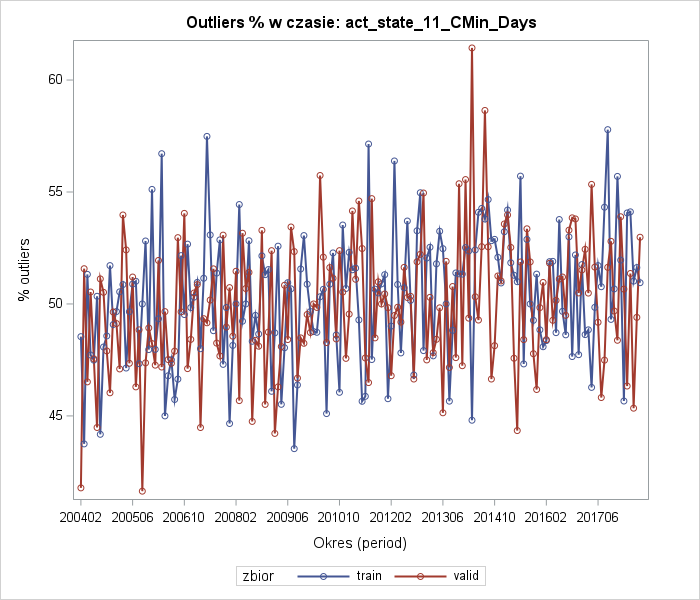 Outliers % w czasie: act_state_11_CMin_Days
% outliers
60
55
50
45
200402 200506 200610 200802 200906 201010 201202 201306 201410 201602 201706
Okres (period)
zbior train valid